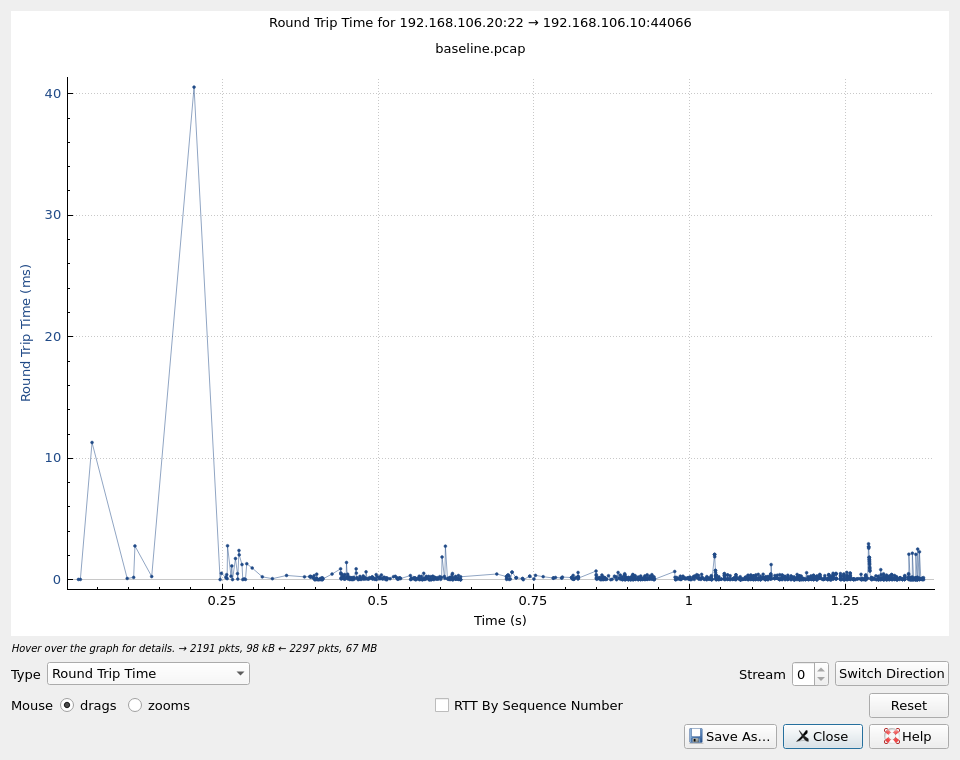 Round Trip Time for 192.168.106.20:22 → 192.168.106.10:44066
baseline.pcap
Round Trip Time (ms)
40
30
20
10
0
0.25 0.5 0.75 1 1.25
Time (s)
Hover over the graph for details. → 2191 pkts, 98 kB ← 2297 pkts, 67 MB
Type Round Trip Time Stream 0 Switch Direction
Mouse drags zooms RTT By Sequence Number Reset
Save As... Close Help